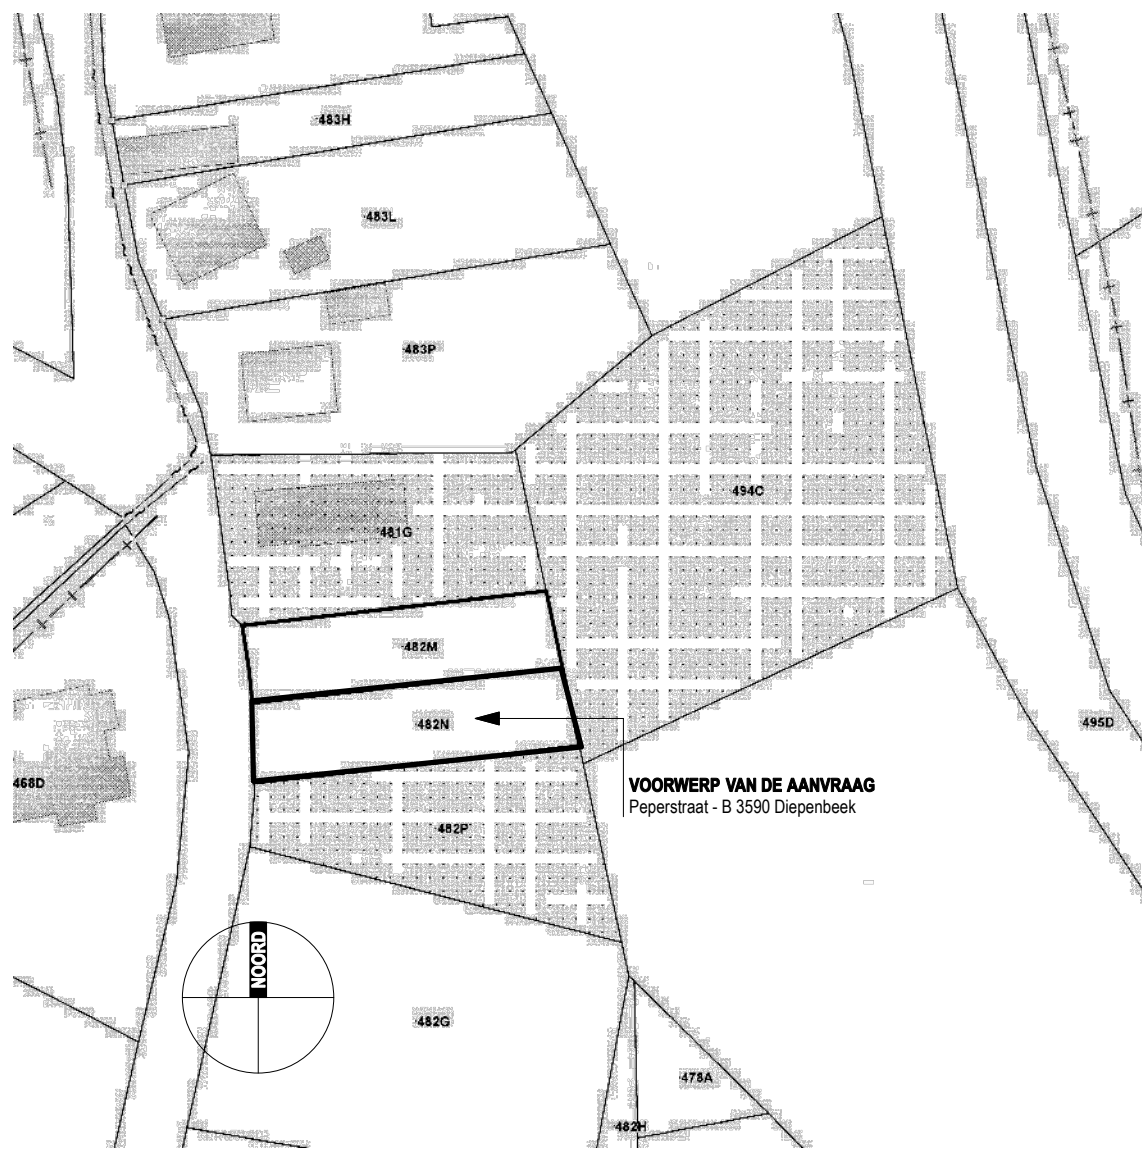 483H
483L
483P
494C
481G
482M
482N
495D
468D
VOORWERP VAN DE AANVRAAG
Peperstraat - B 3590 Diepenbeek
482P
NOORD
482G
478A
482H